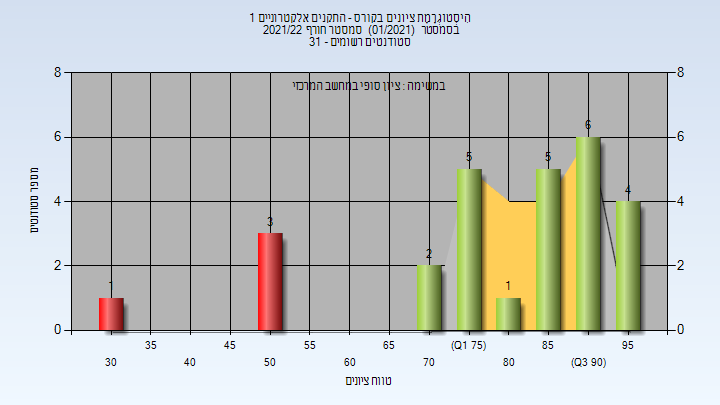 היסטוגרמת ציונים בקורס - התקנים אלקטרוניים 1
בסמסטר (01/2021) סמסטר חורף 2021/22
סטודנטים רשומים - 31
במשימה : ציון סופי במחשב המרכזי
8 8
6 6
4 4
2 2
0 0
מספר סטודנטים
1 3 2 5 1 5 6 4
35 45 55 65 (Q1 75) 85 95
30 40 50 60 70 80 (Q3 90)
טווח ציונים